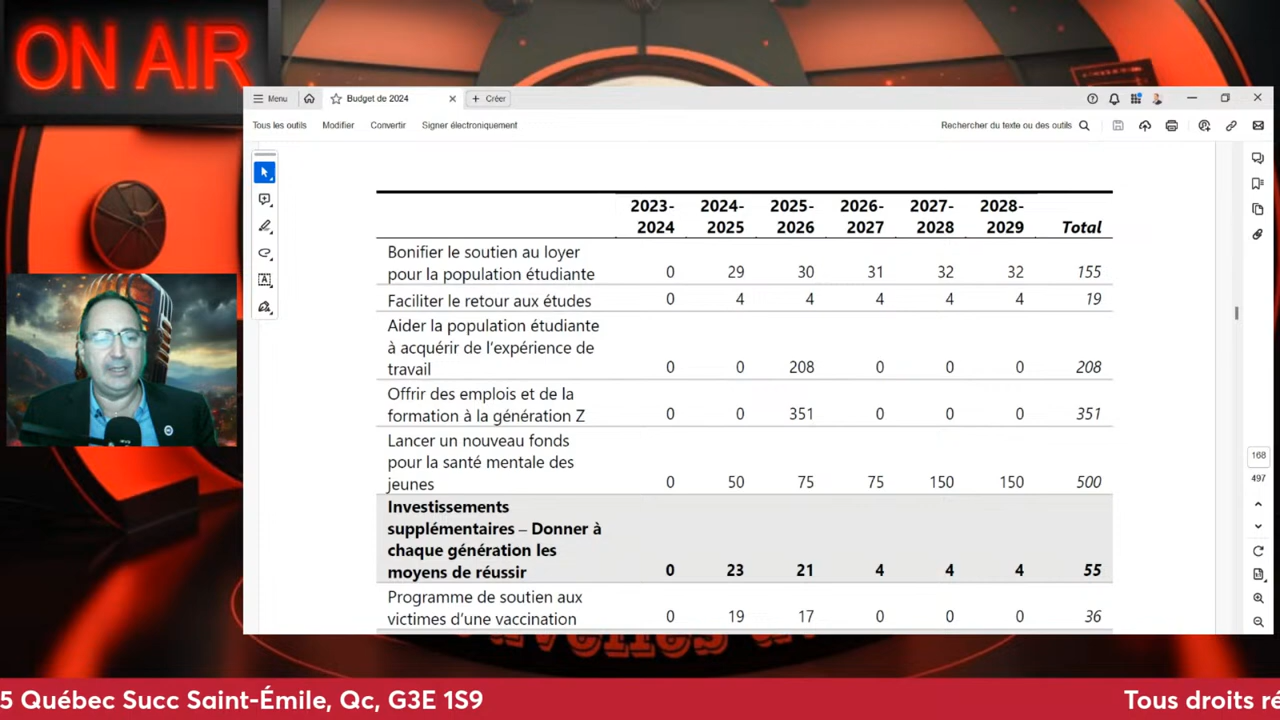 ON AIR
Menu
Budget de 2024
Créer
Tous les outils
Modifier
Convertir
Signer électroniquement
Rechercher du texte ou des outils
2023-
2024
2024-
2025
2025-
2026
2026-
2027
2027-
2028
2028-
2029
Total
Bonifier le soutien au loyer
pour la population étudiante 0 29 30 31 32 32 155
Faciliter le retour aux études 0 4 4 4 4 4 19
Aider la population étudiante
à acquérir de l’expérience de
travail 0 0 208 0 0 0 208
Offrir des emplois et de la
formation à la génération Z 0 0 351 0 0 0 351
Lancer un nouveau fonds
pour la santé mentale des
jeunes 0 50 75 75 150 150 500
Investissements
supplémentaires – Donner à
chaque génération les
moyens de réussir 0 23 21 4 4 4 55
Programme de soutien aux
victimes d’une vaccination 0 19 17 0 0 0 36
168
497
5 Québec Succ Saint-Émile, Qc, G3E 1S9
Tous droits ré